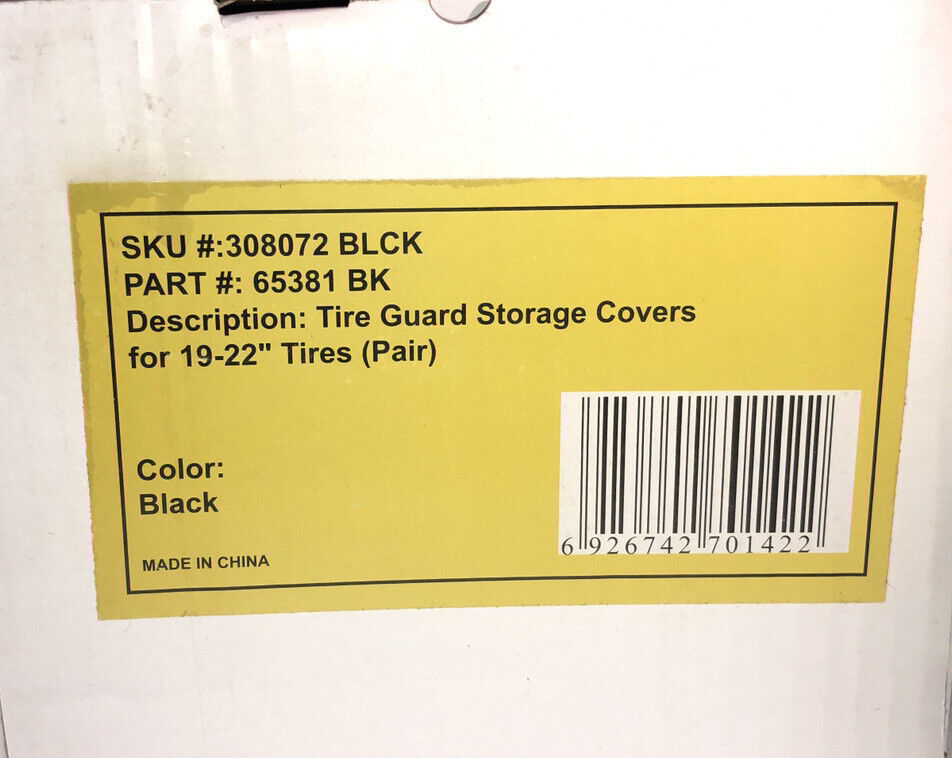 SKU #:308072 BLCK
PART #: 65381 BK
Description: Tire Guard Storage Covers
for 19-22" Tires (Pair)
Color:
Black
MADE IN CHINA
6 926742 701422